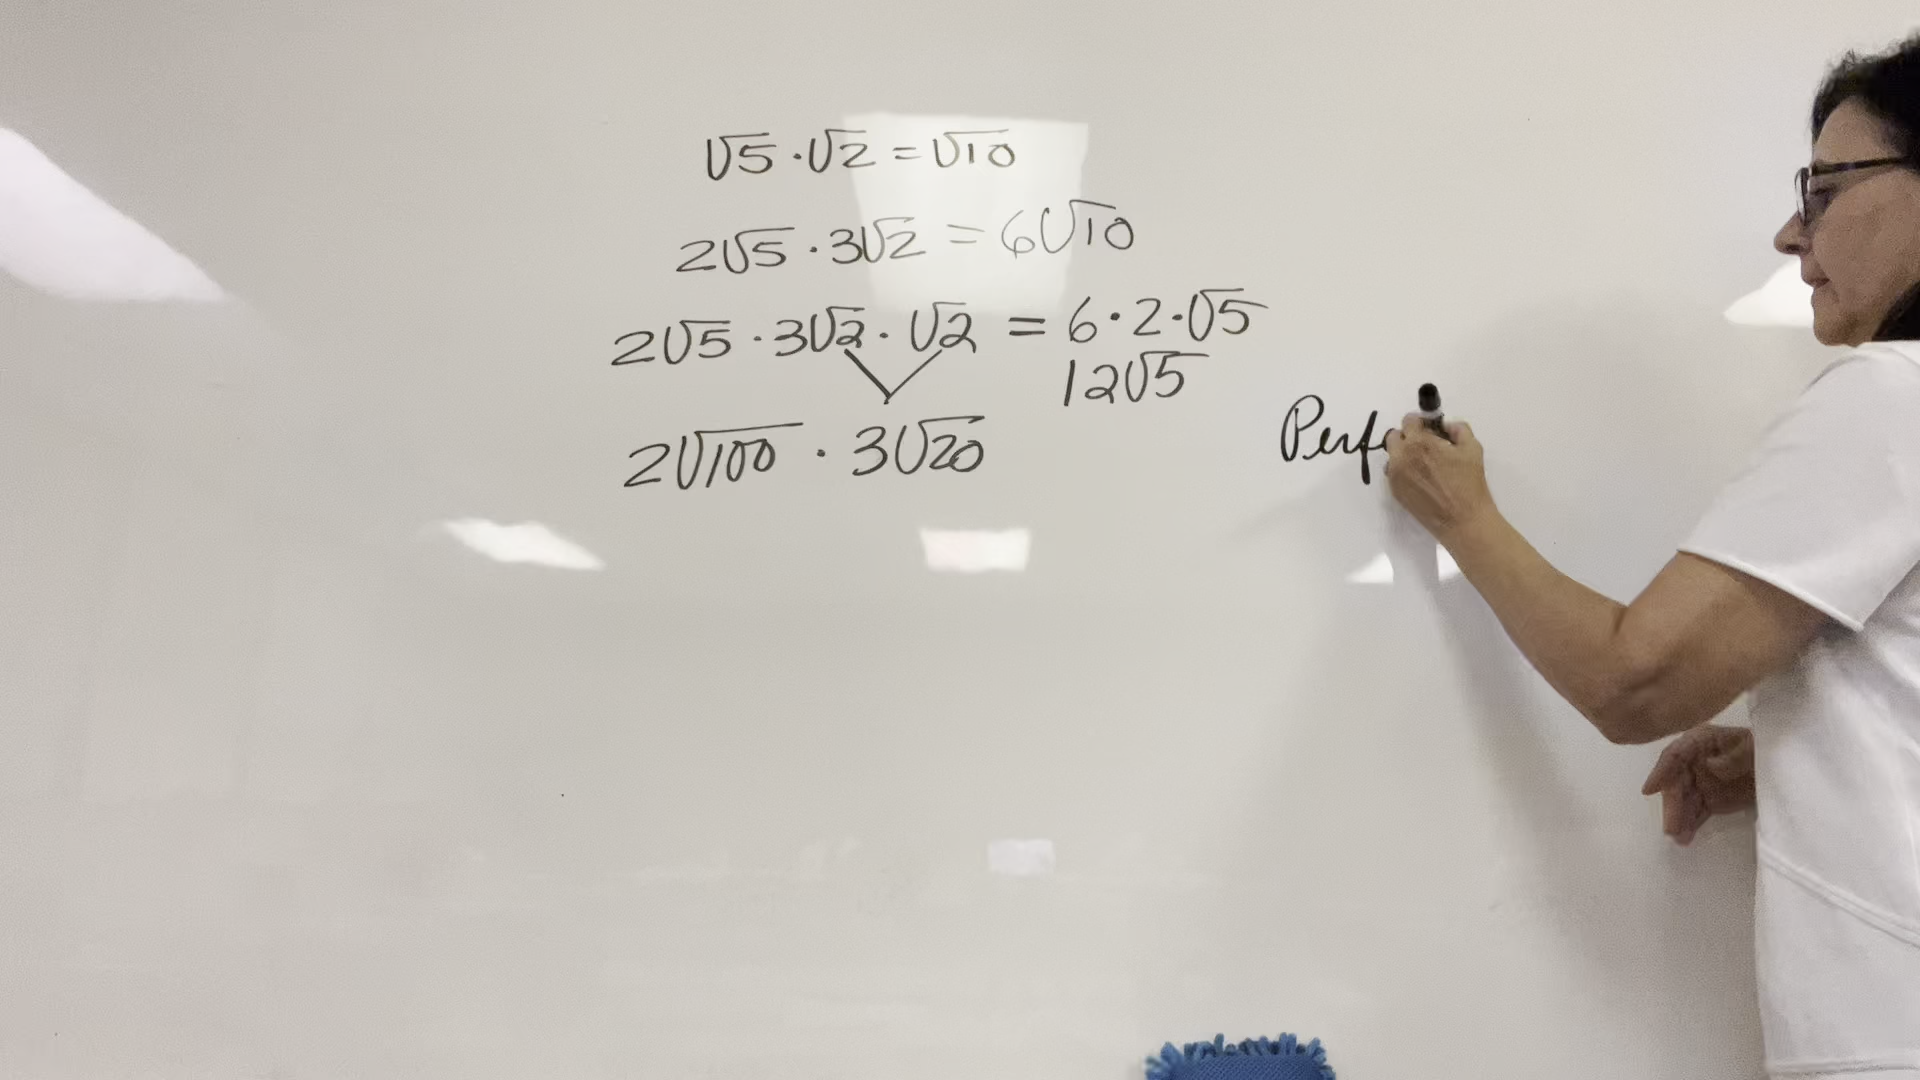 √5 · √2 = √10
2√5 · 3√2 = 6√10
2√5 · 3√2 · √2 = 6 · 2 · √5
12√5
2√100 · 3√20
Perfe